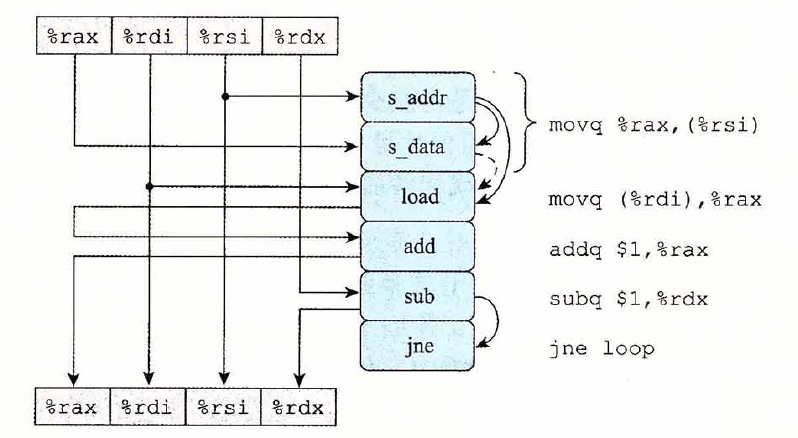 %rax %rdi %rsi %rdx
s_addr
movq %rax,(%rsi)
s_data
load
movq (%rdi),%rax
add
addq $1,%rax
sub
subq $1,%rdx
jne
jne loop
%rax %rdi %rsi %rdx